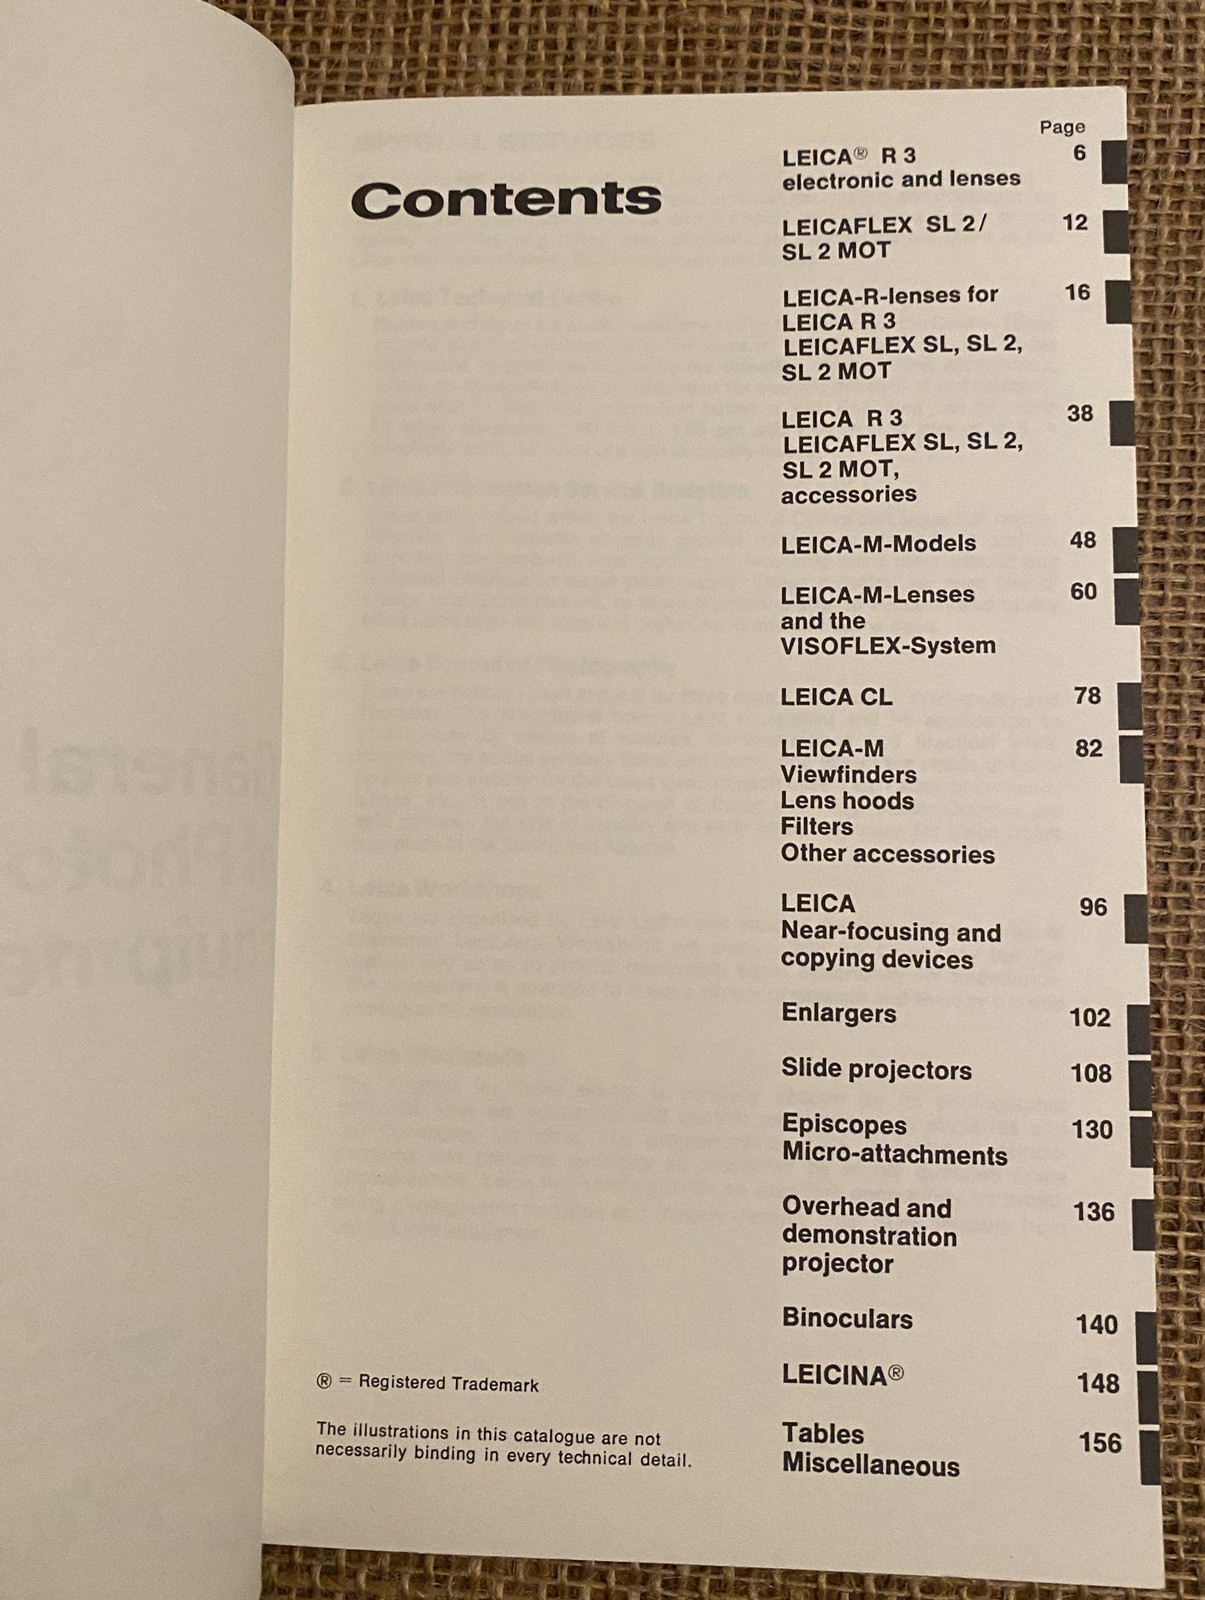 Contents
Page
LEICA® R 3 6
electronic and lenses
LEICAFLEX SL 2/ 12
SL 2 MOT
LEICA-R-lenses for 16
LEICA R 3
LEICAFLEX SL, SL 2,
SL 2 MOT
LEICA R 3 38
LEICAFLEX SL, SL 2,
SL 2 MOT,
accessories
LEICA-M-Models 48
LEICA-M-Lenses 60
and the
VISOFLEX-System
LEICA CL 78
LEICA-M 82
Viewfinders
Lens hoods
Filters
Other accessories
LEICA 96
Near-focusing and
copying devices
Enlargers 102
Slide projectors 108
Episcopes 130
Micro-attachments
Overhead and 136
demonstration
projector
Binoculars 140
LEICINA® 148
Tables 156
Miscellaneous
® = Registered Trademark
The illustrations in this catalogue are not
necessarily binding in every technical detail.